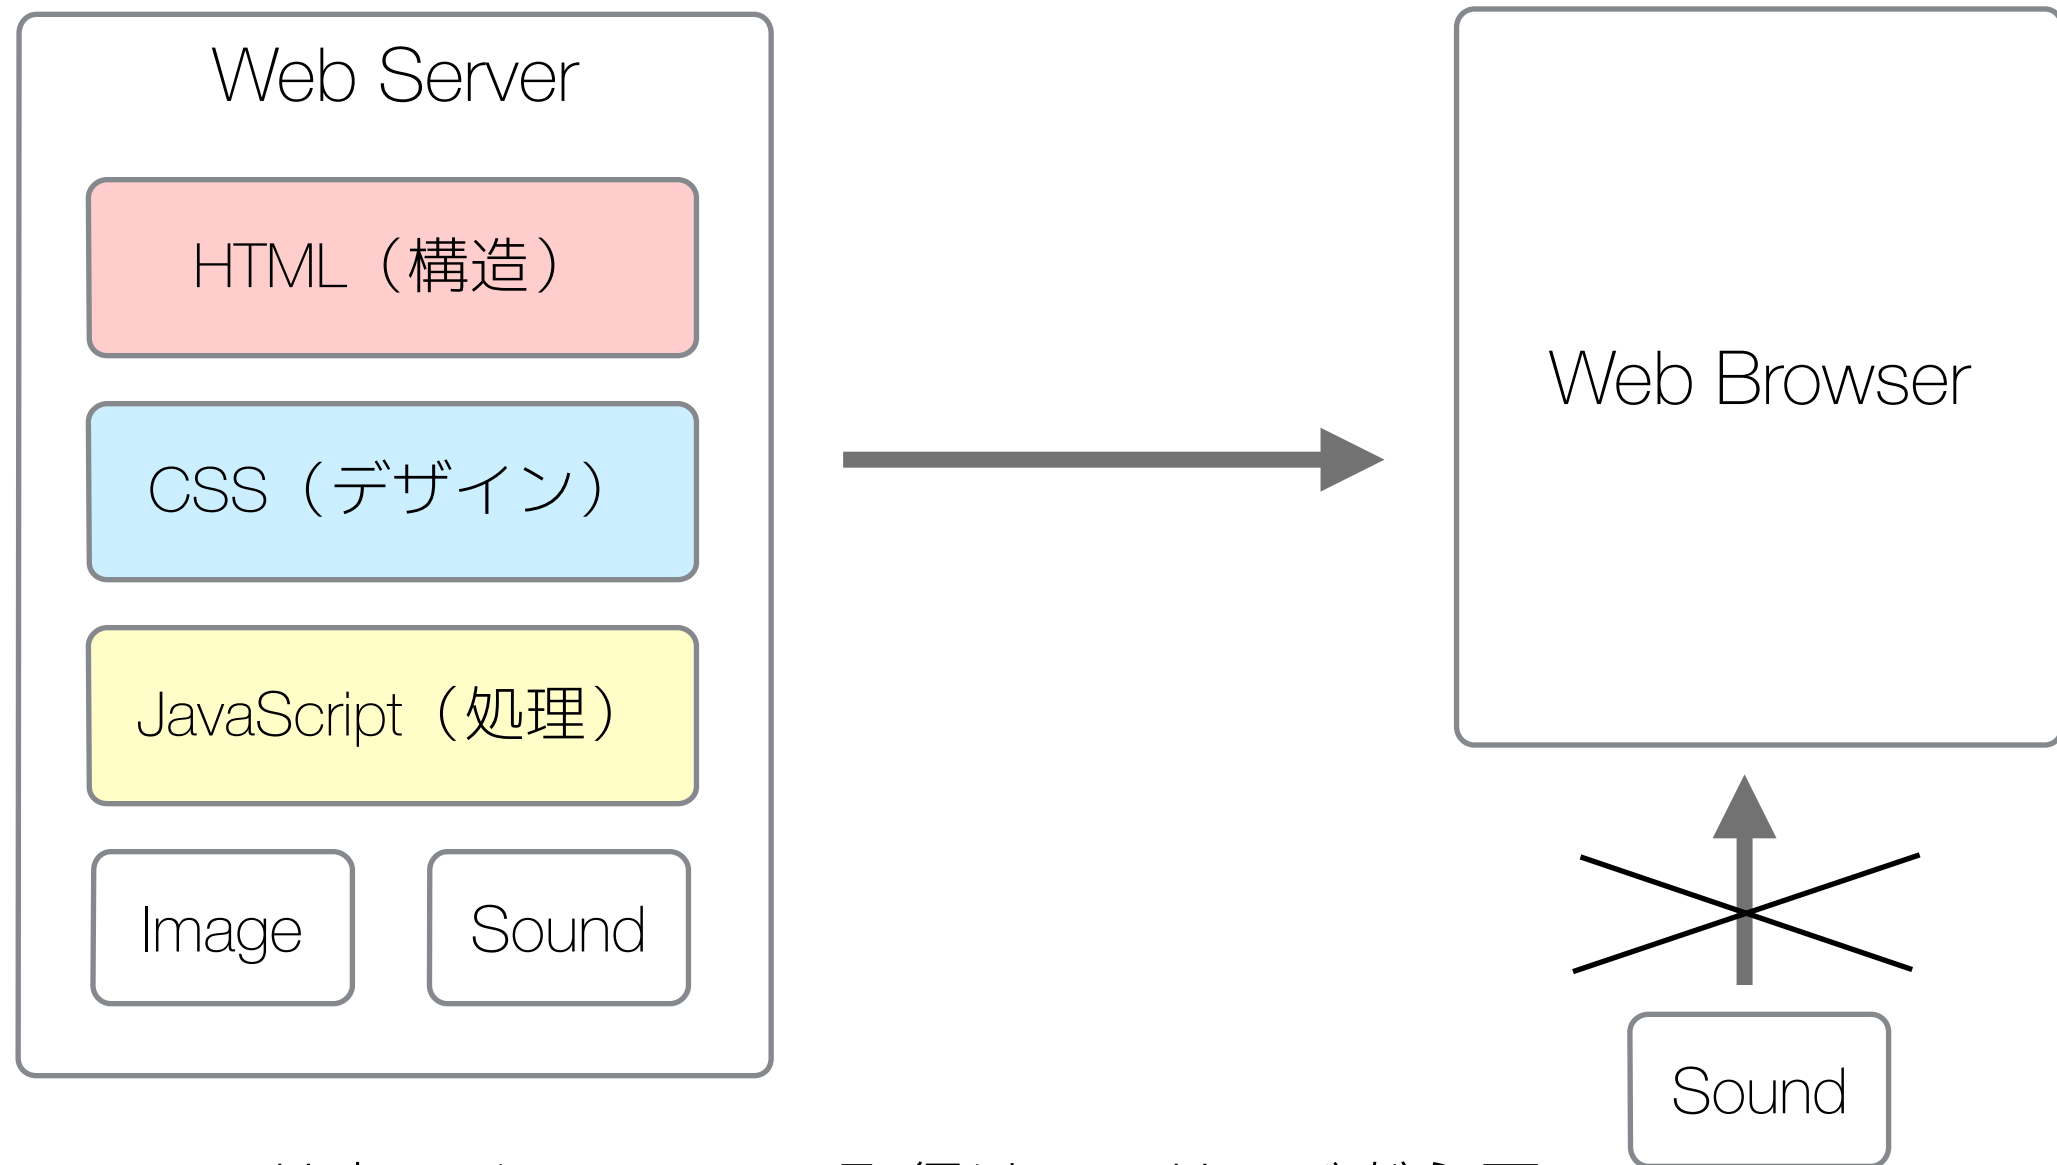 Web Server
HTML（構造）
CSS（デザイン）
JavaScript（処理）
Image
Sound
Web Browser
Sound